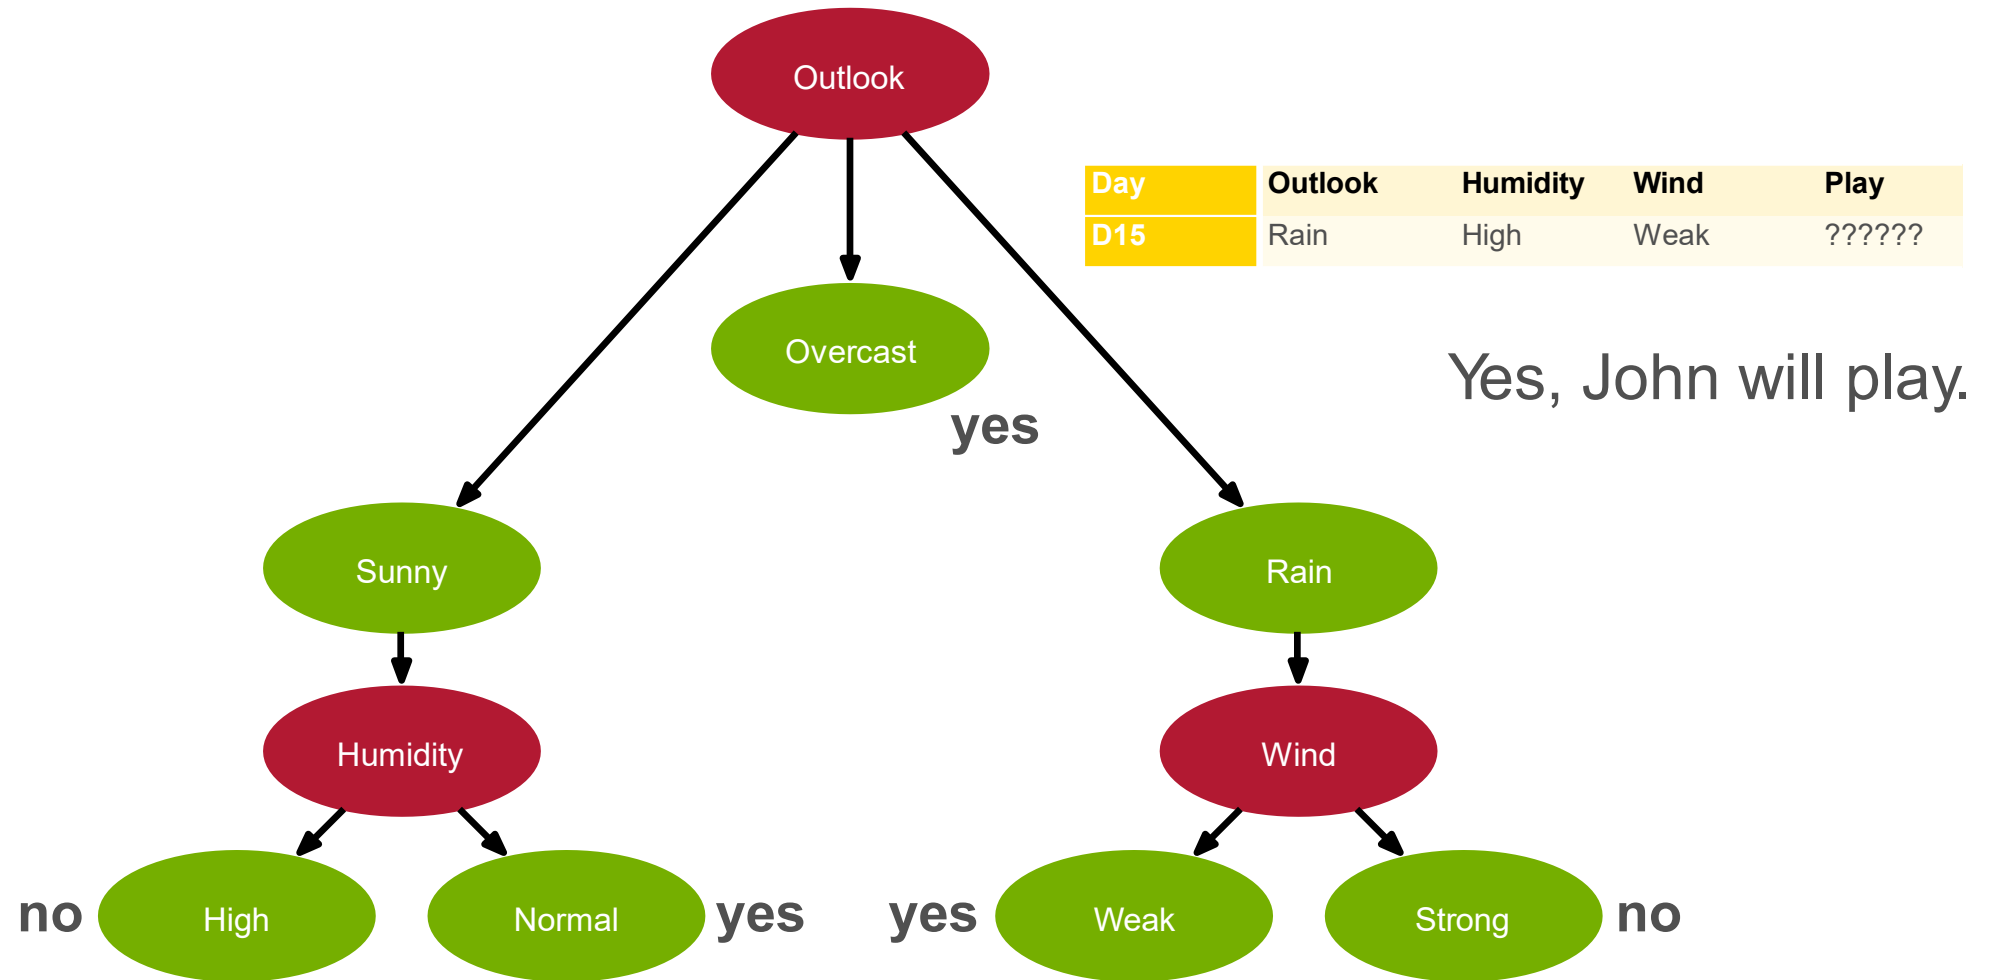 Outlook
Day Outlook Humidity Wind Play
D15 Rain High Weak ??????
Overcast
Yes, John will play.
yes
Sunny
Rain
Humidity
Wind
no High Normal yes yes Weak Strong no